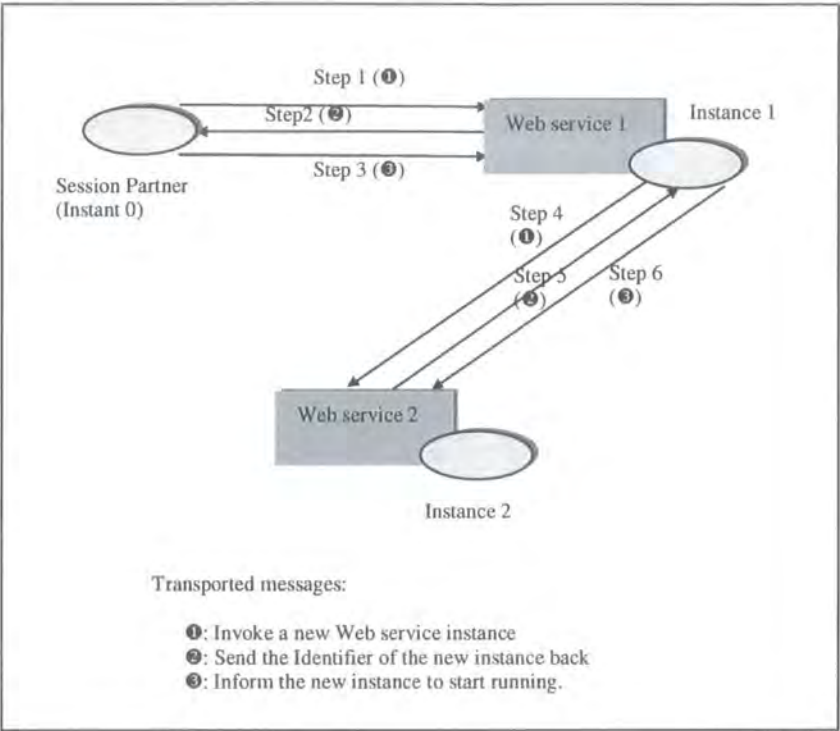 Step 1 (❶)
Step2 (❷)
Step 3 (❸)
Session Partner
(Instant 0)
Web service 1
Instance 1
Step 4
(❶)
Step 5
(❷)
Step 6
(❸)
Web service 2
Instance 2
Transported messages:
❶: Invoke a new Web service instance
❷: Send the Identifier of the new instance back
❸: Inform the new instance to start running.